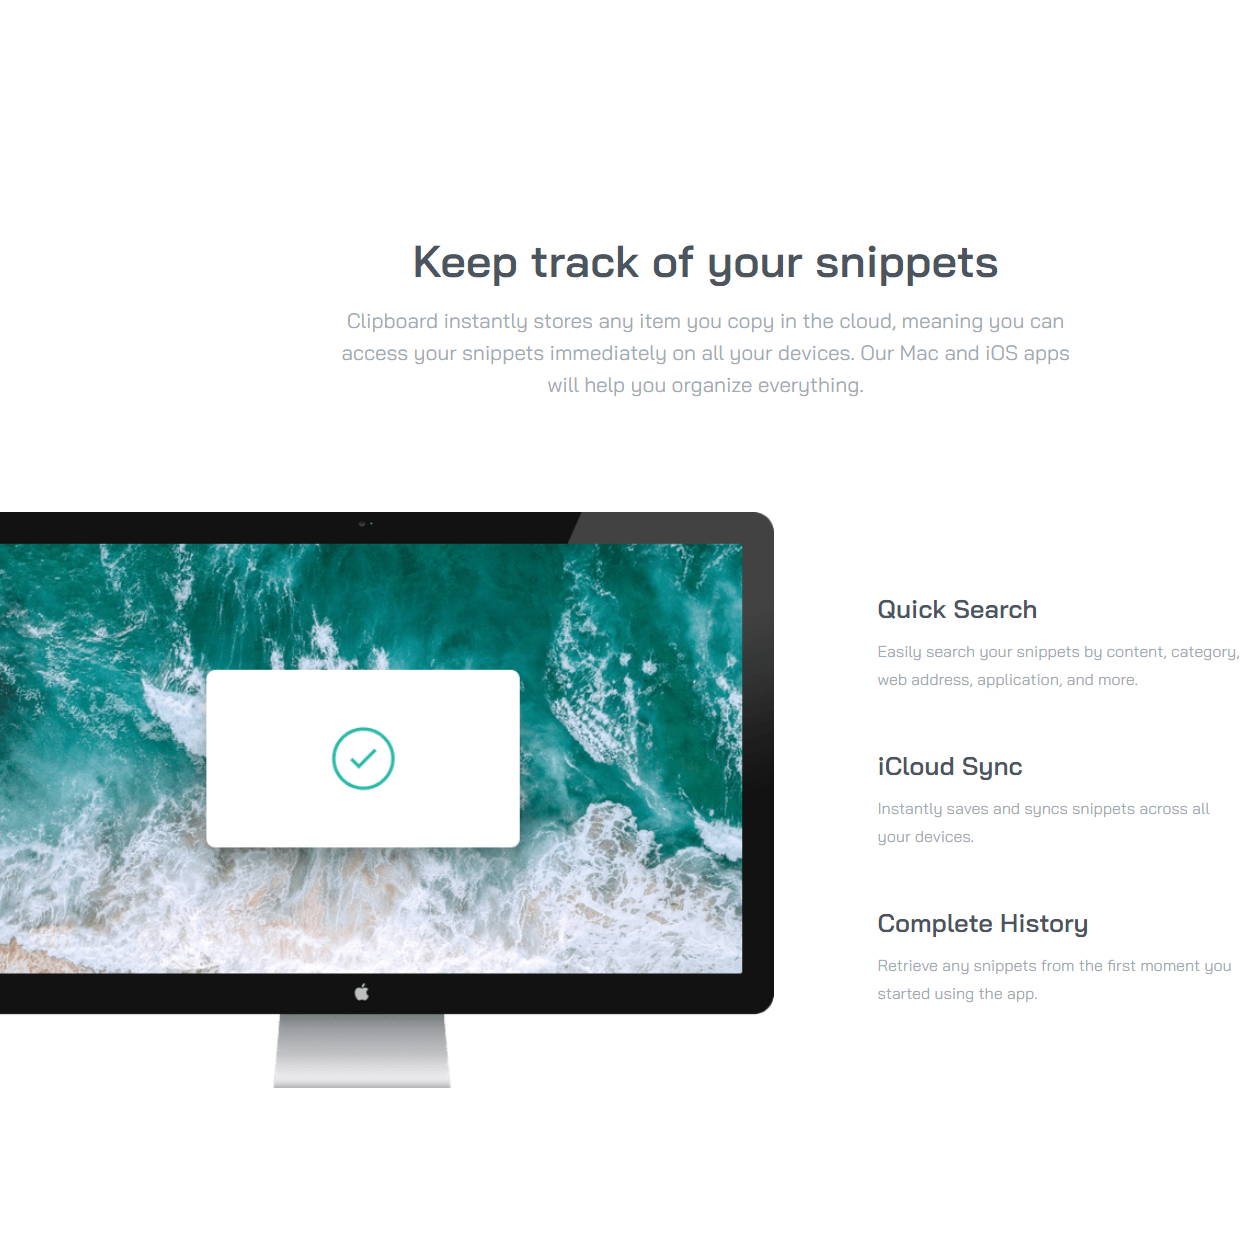 Keep track of your snippets
Clipboard instantly stores any item you copy in the cloud, meaning you can
access your snippets immediately on all your devices. Our Mac and iOS apps
will help you organize everything.
Quick Search
Easily search your snippets by content, category,
web address, application, and more.
iCloud Sync
Instantly saves and syncs snippets across all
your devices.
Complete History
Retrieve any snippets from the first moment you
started using the app.